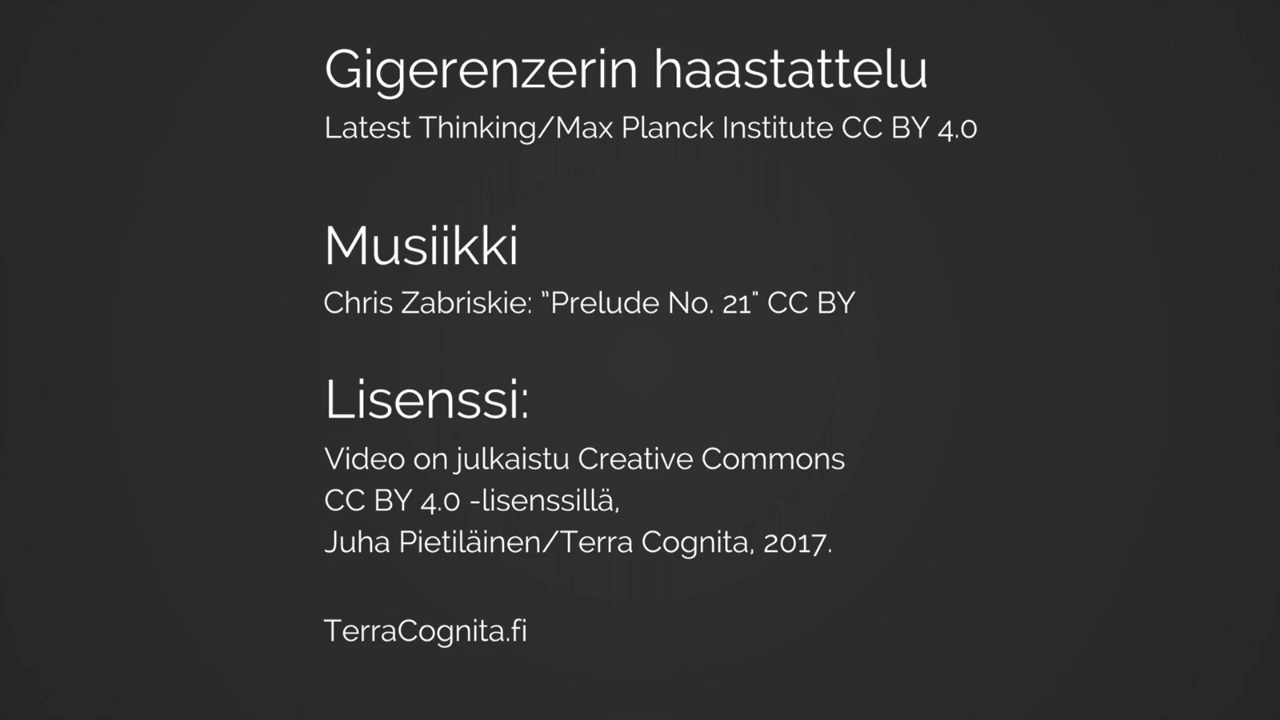 Gigerenzerin haastattelu
Latest Thinking/Max Planck Institute CC BY 4.0
Musiikki
Chris Zabriskie: ”Prelude No. 21" CC BY
Lisenssi:
Video on julkaistu Creative Commons
CC BY 4.0 -lisenssillä,
Juha Pietiläinen/Terra Cognita, 2017.
TerraCognita.fi